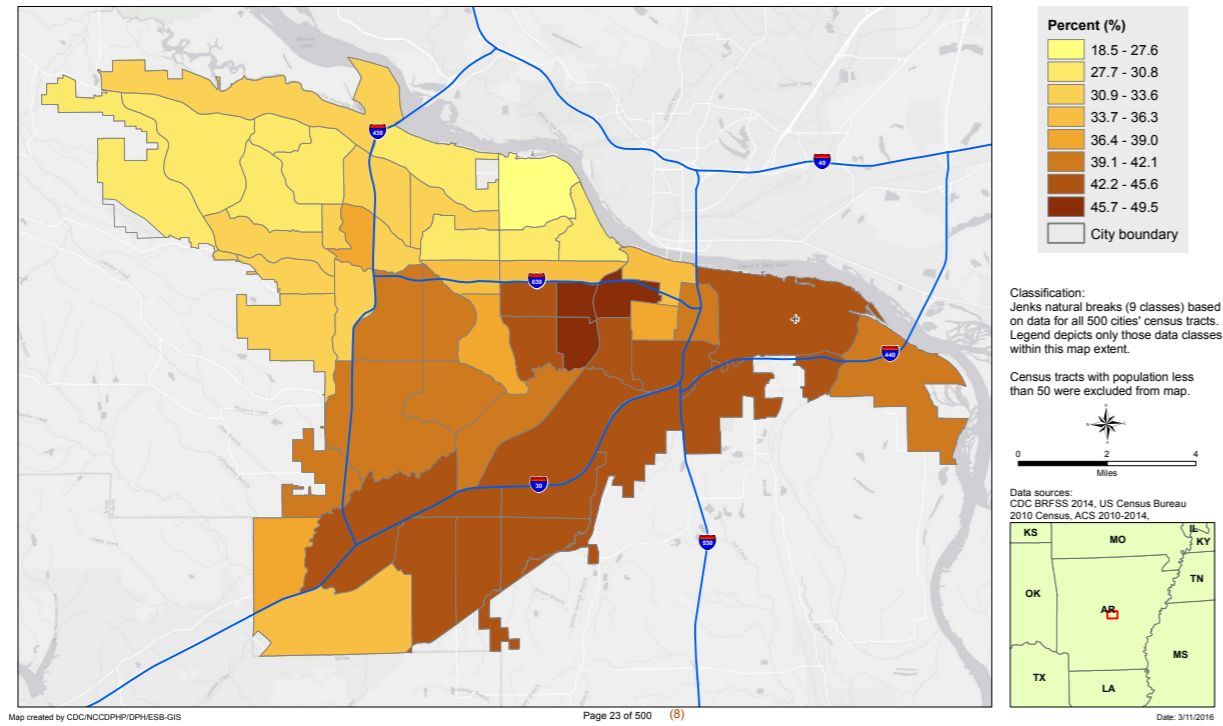 Percent (%)
18.5 - 27.6
27.7 - 30.8
30.9 - 33.6
33.7 - 36.3
36.4 - 39.0
39.1 - 42.1
42.2 - 45.6
45.7 - 49.5
City boundary
430
40
630
440
30
530
Classification:
Jenks natural breaks (9 classes) based
on data for all 500 cities' census tracts.
Legend depicts only those data classes
within this map extent.
Census tracts with population less
than 50 were excluded from map.
0 2 4
Miles
Data sources:
CDC BRFSS 2014, US Census Bureau
2010 Census, ACS 2010-2014,
KS
MO
IL
KY
OK
TN
AR
MS
TX
LA
Map created by CDC/NCCDPHP/DPH/ESB-GIS
Page 23 of 500 (8)
Date: 3/11/2016